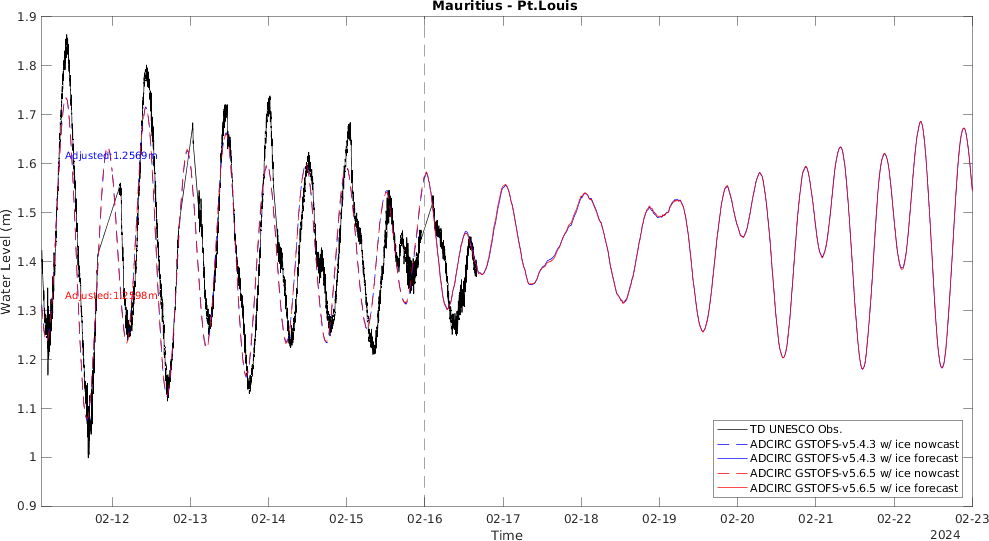 Mauritius - Pt.Louis
1.9
1.8
1.7
1.6
1.5
1.4
1.3
1.2
1.1
1
0.9
Water Level (m)
Adjusted:1.2569m
Adjusted:1.2598m
TD UNESCO Obs.
ADCIRC GSTOFS-v5.4.3 w/ ice nowcast
ADCIRC GSTOFS-v5.4.3 w/ ice forecast
ADCIRC GSTOFS-v5.6.5 w/ ice nowcast
ADCIRC GSTOFS-v5.6.5 w/ ice forecast
02-12 02-13 02-14 02-15 02-16 02-17 02-18 02-19 02-20 02-21 02-22 02-23
Time
2024